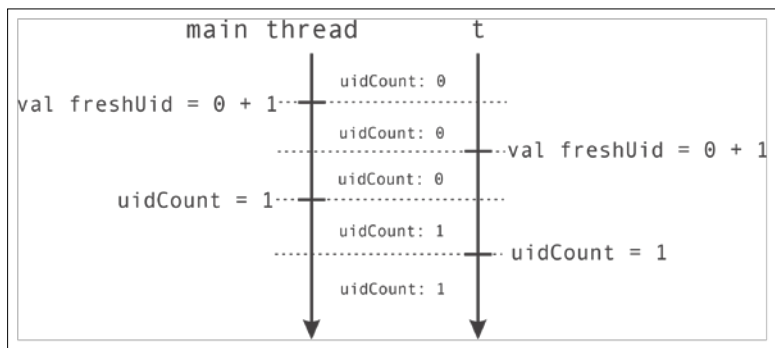 main thread t
uidCount: 0
val freshUid = 0 + 1
uidCount: 0
val freshUid = 0 + 1
uidCount: 0
uidCount = 1
uidCount: 1
uidCount = 1
uidCount: 1